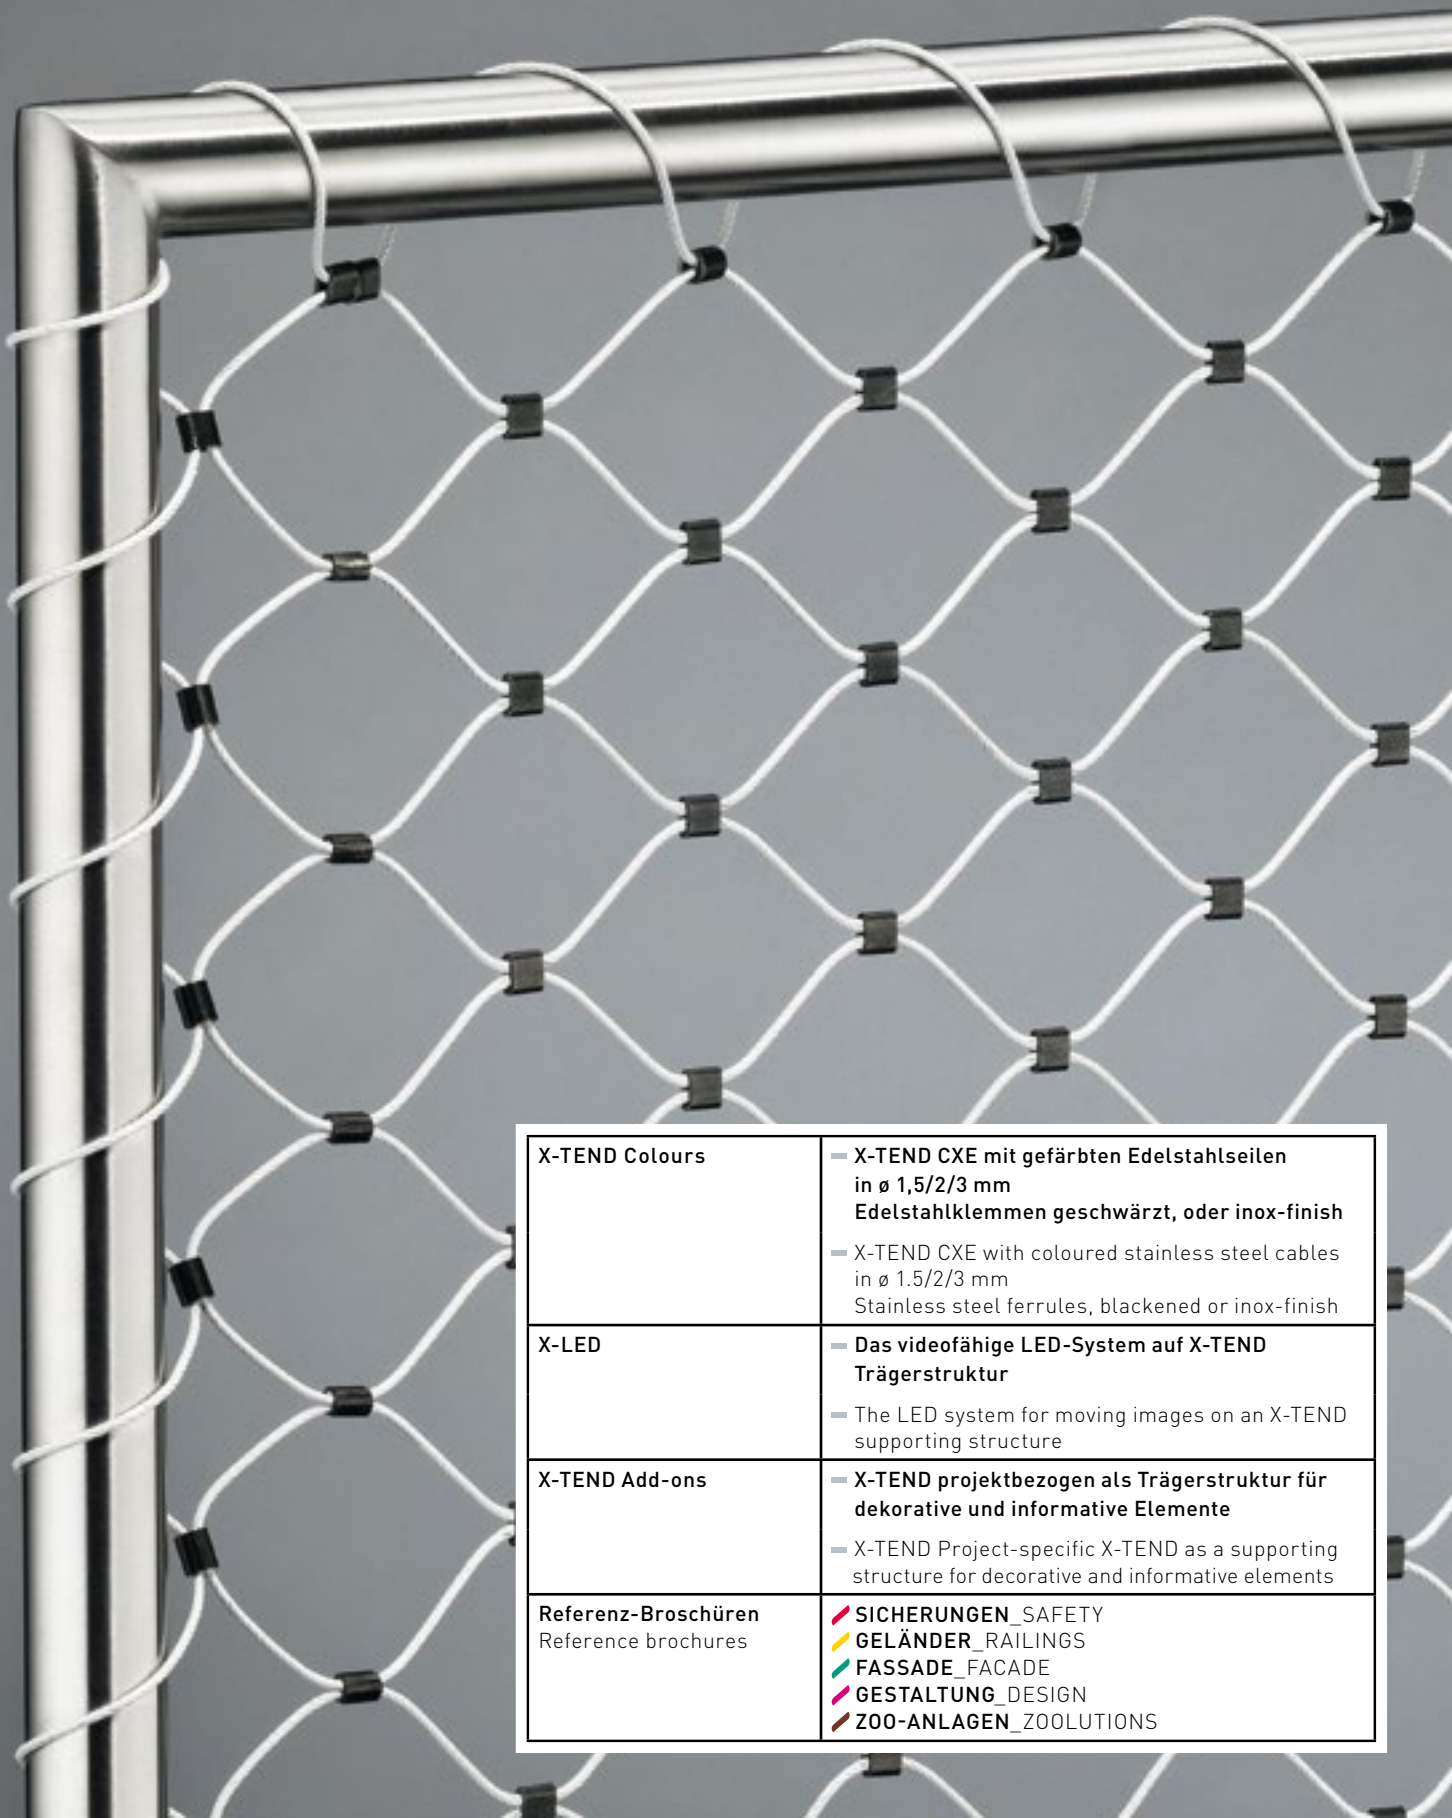 X-TEND Colours
X-TEND CXE mit gefärbten Edelstahlseilen
in ø 1,5/2/3 mm
Edelstahlklemmen geschwärzt, oder inox-finish
X-TEND CXE with coloured stainless steel cables
in ø 1.5/2/3 mm
Stainless steel ferrules, blackened or inox-finish
X-LED
Das videofähige LED-System auf X-TEND
Trägerstruktur
The LED system for moving images on an X-TEND
supporting structure
X-TEND Add-ons
X-TEND projektbezogen als Trägerstruktur für
dekorative und informative Elemente
X-TEND Project-specific X-TEND as a supporting
structure for decorative and informative elements
Referenz-Broschüren
Reference brochures
SICHERUNGEN_SAFETY
GELÄNDER_RAILINGS
FASSADE_FACADE
GESTALTUNG_DESIGN
ZOO-ANLAGEN_ZOOLUTIONS